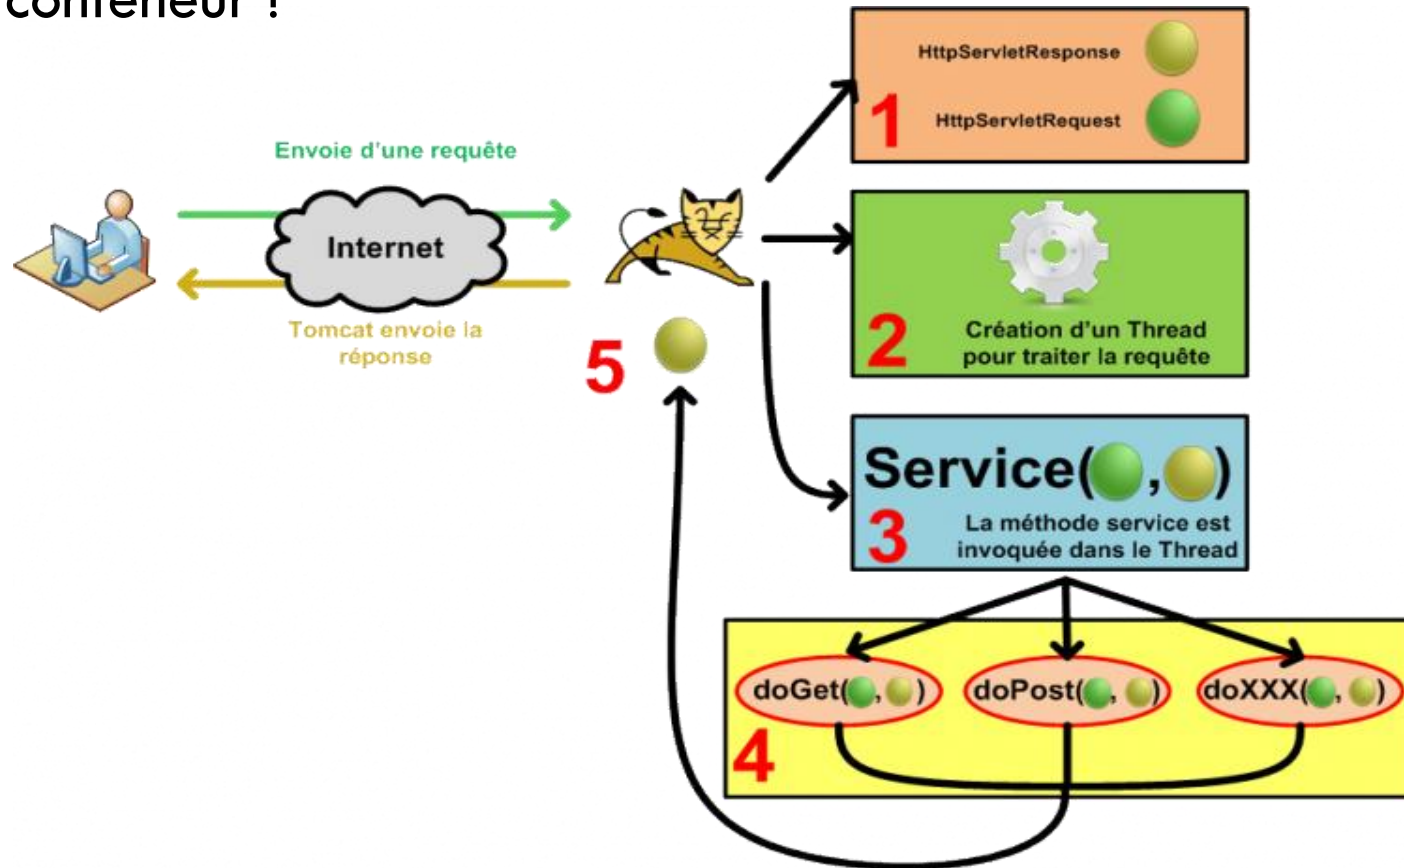 conteneur !
HttpServletResponse
1
HttpServletRequest
Envoie d'une requête
Internet
Tomcat envoie la
réponse
2
Création d'un Thread
pour traiter la requête
5
Service( , )
3
La méthode service est
invoquée dans le Thread
doGet( , )
doPost( , )
doXXX( , )
4